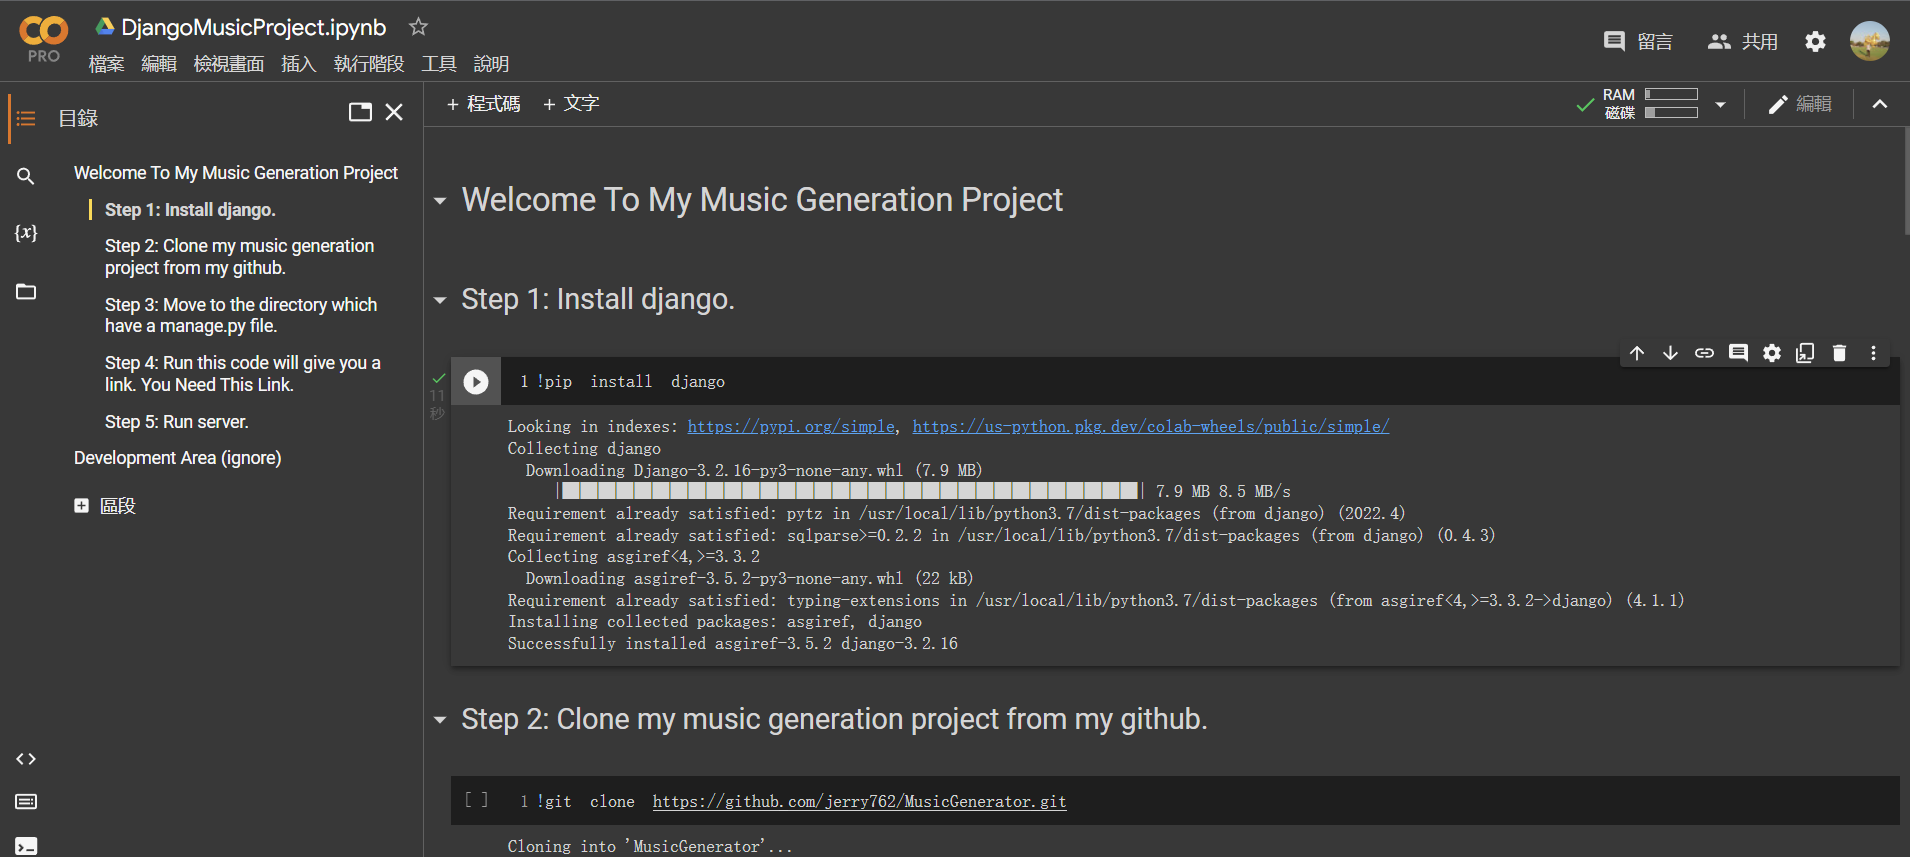 PRO
DjangoMusicProject.ipynb
檔案 編輯 檢視畫面 插入 執行階段 工具 說明
留言 共用
目錄
Welcome To My Music Generation Project
Step 1: Install django.
Step 2: Clone my music generation
project from my github.
Step 3: Move to the directory which
have a manage.py file.
Step 4: Run this code will give you a
link. You Need This Link.
Step 5: Run server.
Development Area (ignore)
區段
+ 程式碼 + 文字
RAM
磁碟
編輯
Welcome To My Music Generation Project
Step 1: Install django.
11
秒
1 !pip install django
Looking in indexes: https://pypi.org/simple, https://us-python.pkg.dev/colab-wheels/public/simple/
Collecting django
Downloading Django-3.2.16-py3-none-any.whl (7.9 MB)
| 7.9 MB 8.5 MB/s
Requirement already satisfied: pytz in /usr/local/lib/python3.7/dist-packages (from django) (2022.4)
Requirement already satisfied: sqlparse>=0.2.2 in /usr/local/lib/python3.7/dist-packages (from django) (0.4.3)
Collecting asgiref<4,>=3.3.2
Downloading asgiref-3.5.2-py3-none-any.whl (22 kB)
Requirement already satisfied: typing-extensions in /usr/local/lib/python3.7/dist-packages (from asgiref<4,>=3.3.2->django) (4.1.1)
Installing collected packages: asgiref, django
Successfully installed asgiref-3.5.2 django-3.2.16
Step 2: Clone my music generation project from my github.
[ ] 1 !git clone https://github.com/jerry762/MusicGenerator.git
Cloning into 'MusicGenerator'...